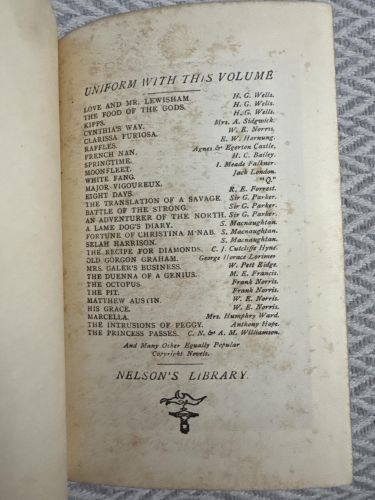 UNIFORM WITH THIS VOLUME
LOVE AND MR. LEWISHAM. H. G. Wells.
THE FOOD OF THE GODS. H. G. Wells.
KIPPS. H. G. Wells.
CYNTHIA'S WAY. Mrs. A. Sidgwick.
CLARISSA FURIOSA. W. E. Norris.
RAFFLES. E. W. Hornung.
FRENCH NAN. Agnes & Egerton Castle.
SPRINGTIME. H. C. Bailey.
MOONFLEET. J. Meade Falkner.
WHITE FANG. Jack London.
MAJOR VIGOUREUX. "Q."
EIGHT DAYS. R. E. Forrest.
THE TRANSLATION OF A SAVAGE. Sir G. Parker.
BATTLE OF THE STRONG. Sir G. Parker.
AN ADVENTURER OF THE NORTH. Sir G. Parker.
A LAME DOG'S DIARY. S. Macnaughtan.
FORTUNE OF CHRISTINA M'NAB. S. Macnaughtan.
SELAH HARRISON. S. Macnaughtan.
THE RECIPE FOR DIAMONDS. C. J. Cutcliffe Hyne.
OLD GORGON GRAHAM. George Horace Lorimer
MRS. GALER'S BUSINESS. W. Pett Ridge.
THE DUENNA OF A GENIUS. M. E. Francis.
THE OCTOPUS. Frank Norris.
THE PIT. Frank Norris.
MATTHEW AUSTIN. W. E. Norris.
HIS GRACE. W. E. Norris.
MARCELLA. Mrs. Humphry Ward.
THE INTRUSIONS OF PEGGY. Anthony Hope.
THE PRINCESS PASSES. C. N. & A. M. Williamson.
And Many Other Equally Popular
Copyright Novels.
NELSON'S LIBRARY.